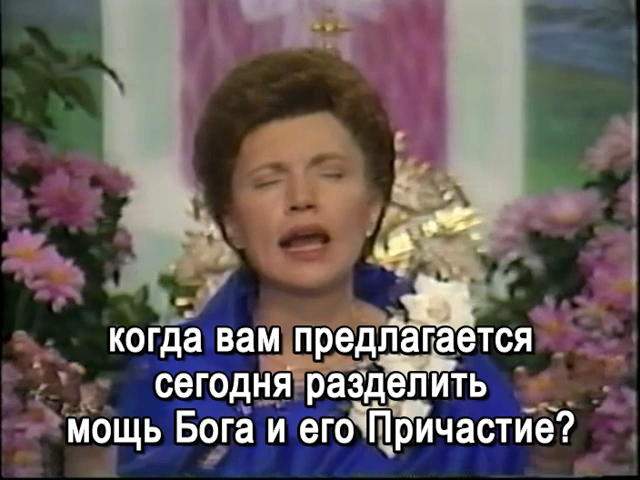 когда вам предлагается
сегодня разделить
мощь Бога и его Причастие?